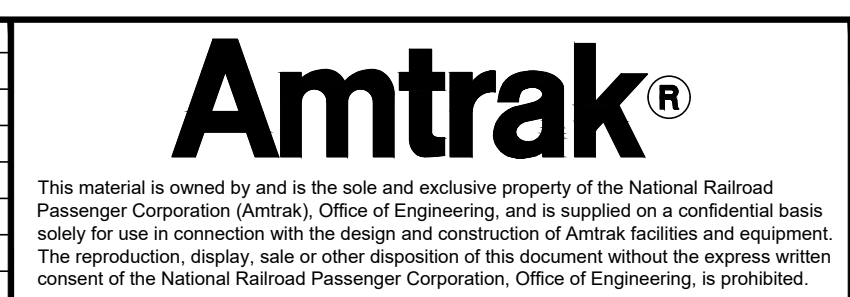 Amtrak®
This material is owned by and is the sole and exclusive property of the National Railroad
Passenger Corporation (Amtrak), Office of Engineering, and is supplied on a confidential basis
solely for use in connection with the design and construction of Amtrak facilities and equipment.
The reproduction, display, sale or other disposition of this document without the express written
consent of the National Railroad Passenger Corporation, Office of Engineering, is prohibited.